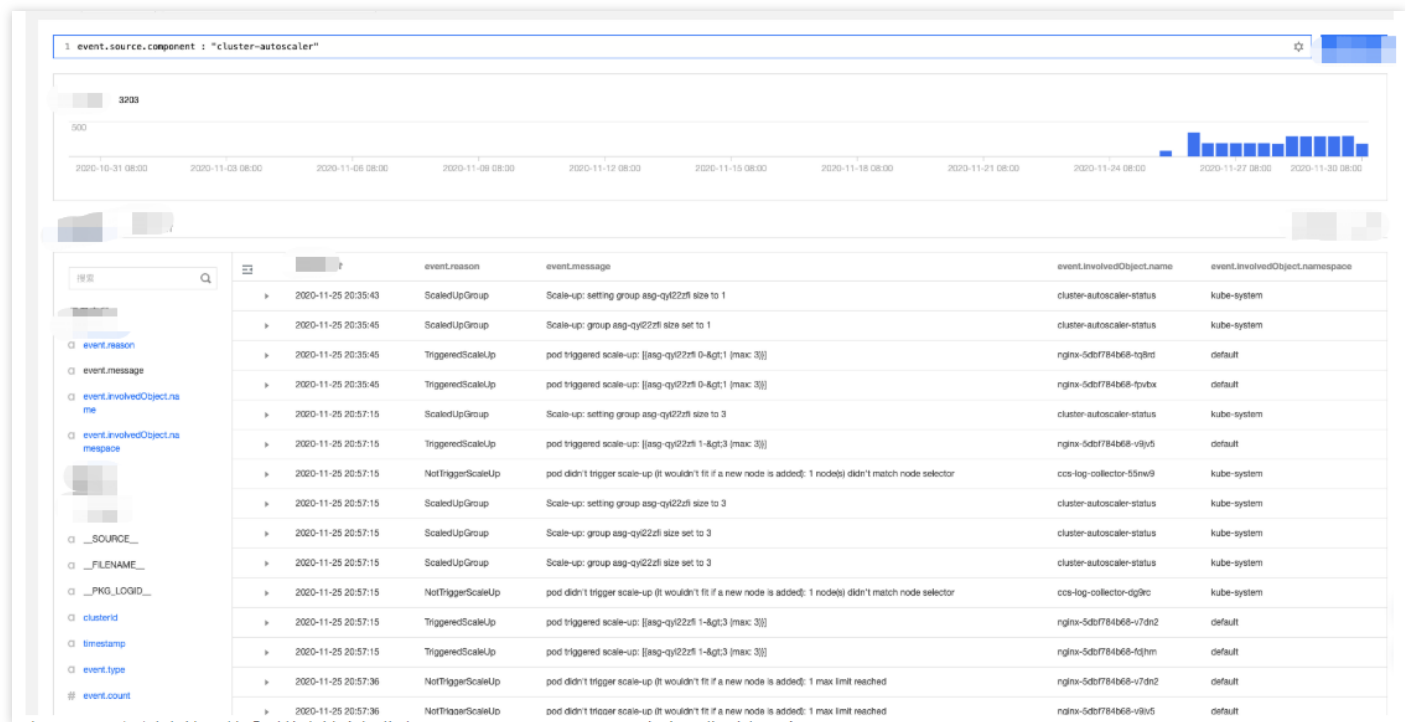 1 event.source.component : "cluster-autoscaler"
3203
500
2020-10-31 08:00 2020-11-03 08:00 2020-11-06 08:00 2020-11-09 08:00 2020-11-12 08:00 2020-11-15 08:00 2020-11-18 08:00 2020-11-21 08:00 2020-11-24 08:00 2020-11-27 08:00 2020-11-30 08:00
搜索
event.reason
event.message
event.involvedObject.na
me
event.involvedObject.na
mespace
__SOURCE__
__FILENAME__
__PKG_LOGID__
clusterId
timestamp
event.type
# event.count
event.reason event.message event.involvedObject.name event.involvedObject.namespace
2020-11-25 20:35:43 ScaledUpGroup Scale-up: setting group asg-qyl22zfi size to 1 cluster-autoscaler-status kube-system
2020-11-25 20:35:45 ScaledUpGroup Scale-up: group asg-qyl22zfi size set to 1 cluster-autoscaler-status kube-system
2020-11-25 20:35:45 TriggeredScaleUp pod triggered scale-up: [{asg-qyl22zfi 0-&gt;1 (max: 3)}] nginx-5dbf784b68-tq8rd default
2020-11-25 20:35:45 TriggeredScaleUp pod triggered scale-up: [{asg-qyl22zfi 0-&gt;1 (max: 3)}] nginx-5dbf784b68-fpvbx default
2020-11-25 20:57:15 ScaledUpGroup Scale-up: setting group asg-qyl22zfi size to 3 cluster-autoscaler-status kube-system
2020-11-25 20:57:15 TriggeredScaleUp pod triggered scale-up: [{asg-qyl22zfi 1-&gt;3 (max: 3)}] nginx-5dbf784b68-v9jv5 default
2020-11-25 20:57:15 NotTriggerScaleUp pod didn't trigger scale-up (it wouldn't fit if a new node is added): 1 node(s) didn't match node selector ccs-log-collector-55nw9 kube-system
2020-11-25 20:57:15 ScaledUpGroup Scale-up: setting group asg-qyl22zfi size to 3 cluster-autoscaler-status kube-system
2020-11-25 20:57:15 ScaledUpGroup Scale-up: group asg-qyl22zfi size set to 3 cluster-autoscaler-status kube-system
2020-11-25 20:57:15 ScaledUpGroup Scale-up: group asg-qyl22zfi size set to 3 cluster-autoscaler-status kube-system
2020-11-25 20:57:15 NotTriggerScaleUp pod didn't trigger scale-up (it wouldn't fit if a new node is added): 1 node(s) didn't match node selector ccs-log-collector-dg9rc kube-system
2020-11-25 20:57:15 TriggeredScaleUp pod triggered scale-up: [{asg-qyl22zfi 1-&gt;3 (max: 3)}] nginx-5dbf784b68-v7dn2 default
2020-11-25 20:57:15 TriggeredScaleUp pod triggered scale-up: [{asg-qyl22zfi 1-&gt;3 (max: 3)}] nginx-5dbf784b68-fdjhm default
2020-11-25 20:57:36 NotTriggerScaleUp pod didn't trigger scale-up (it wouldn't fit if a new node is added): 1 max limit reached nginx-5dbf784b68-v7dn2 default
2020-11-25 20:57:36 NotTriggerScaleUp pod didn't trigger scale-up (it wouldn't fit if a new node is added): 1 max limit reached nginx-5dbf784b68-v9jv5 default